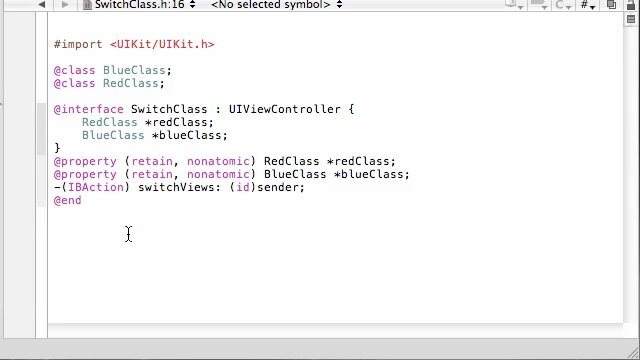 SwitchClass.h:16 <No selected symbol>
C #
#import <UIKit/UIKit.h>
@class BlueClass;
@class RedClass;
@interface SwitchClass : UIViewController {
RedClass *redClass;
BlueClass *blueClass;
}
@property (retain, nonatomic) RedClass *redClass;
@property (retain, nonatomic) BlueClass *blueClass;
-(IBAction) switchViews: (id)sender;
@end